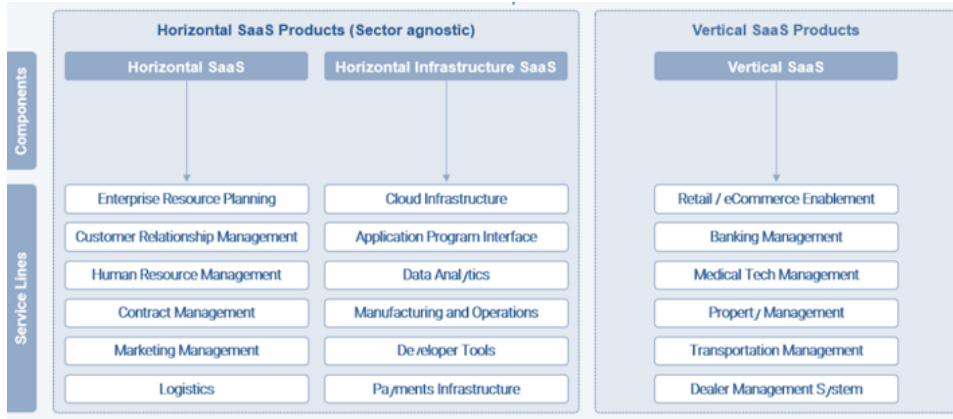 Horizontal SaaS Products (Sector agnostic)
Vertical SaaS Products
Components
Horizontal SaaS
Horizontal Infrastructure SaaS
Vertical SaaS
Service Lines
Enterprise Resource Planning
Cloud Infrastructure
Retail / eCommerce Enablement
Customer Relationship Management
Application Program Interface
Banking Management
Human Resource Management
Data Analytics
Medical Tech Management
Contract Management
Manufacturing and Operations
Property Management
Marketing Management
Developer Tools
Transportation Management
Logistics
Payments Infrastructure
Dealer Management System